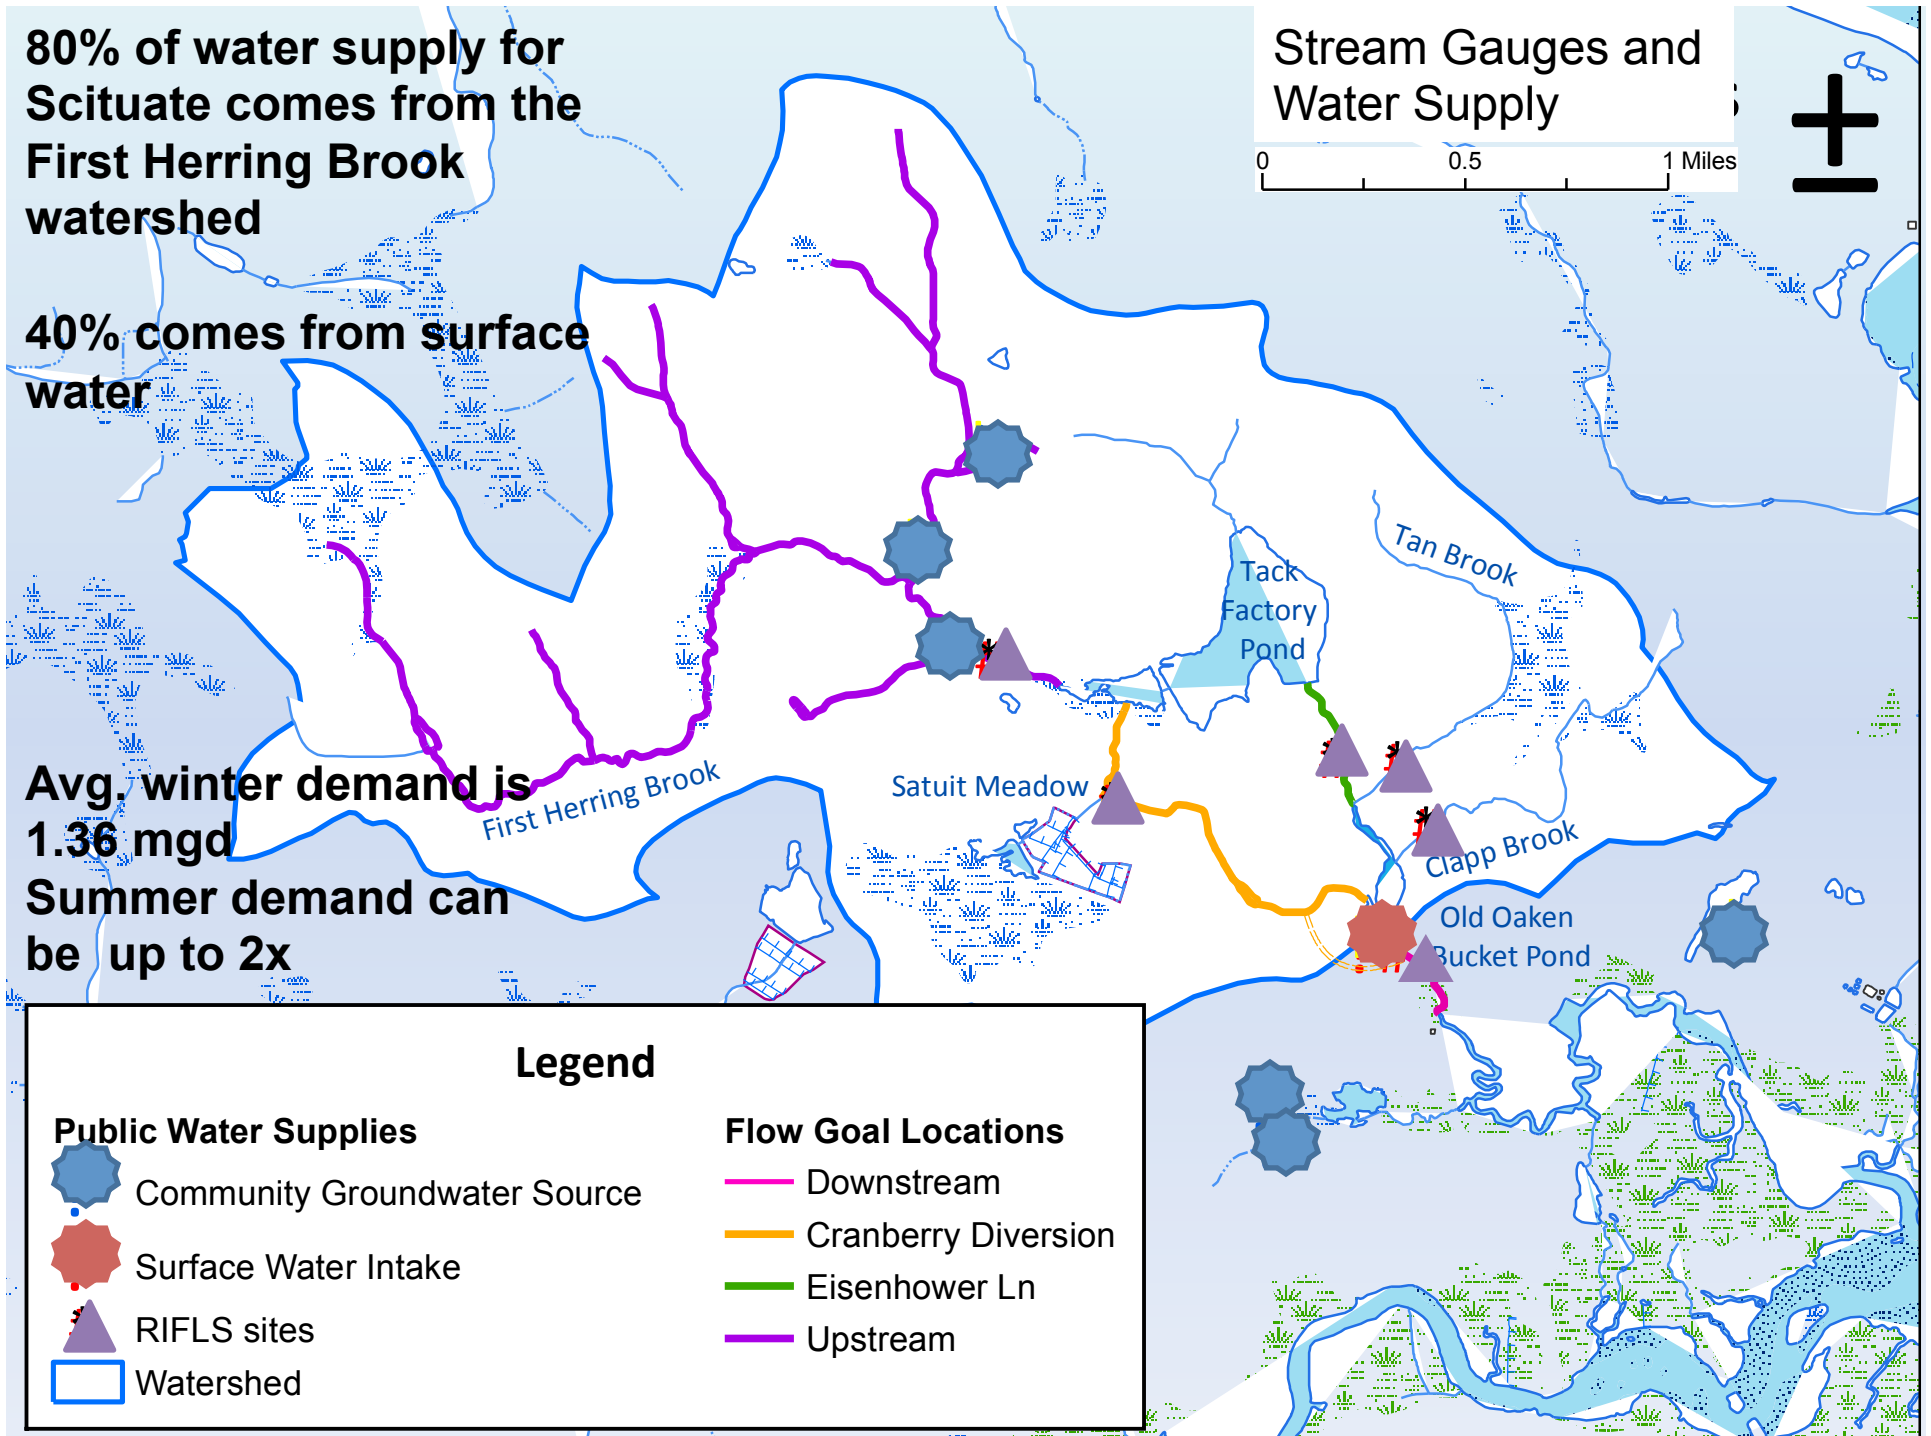 80% of water supply for
Scituate comes from the
First Herring Brook
watershed
40% comes from surface
water
Avg. winter demand is
1.36 mgd
Summer demand can
be up to 2x
Stream Gauges and
Water Supply
0 0.5 1 Miles
Tan Brook
Tack
Factory
Pond
First Herring Brook
Satuit Meadow
Clapp Brook
Old Oaken
Bucket Pond
Legend
Public Water Supplies
Community Groundwater Source
Surface Water Intake
RIFLS sites
Watershed
Flow Goal Locations
Downstream
Cranberry Diversion
Eisenhower Ln
Upstream